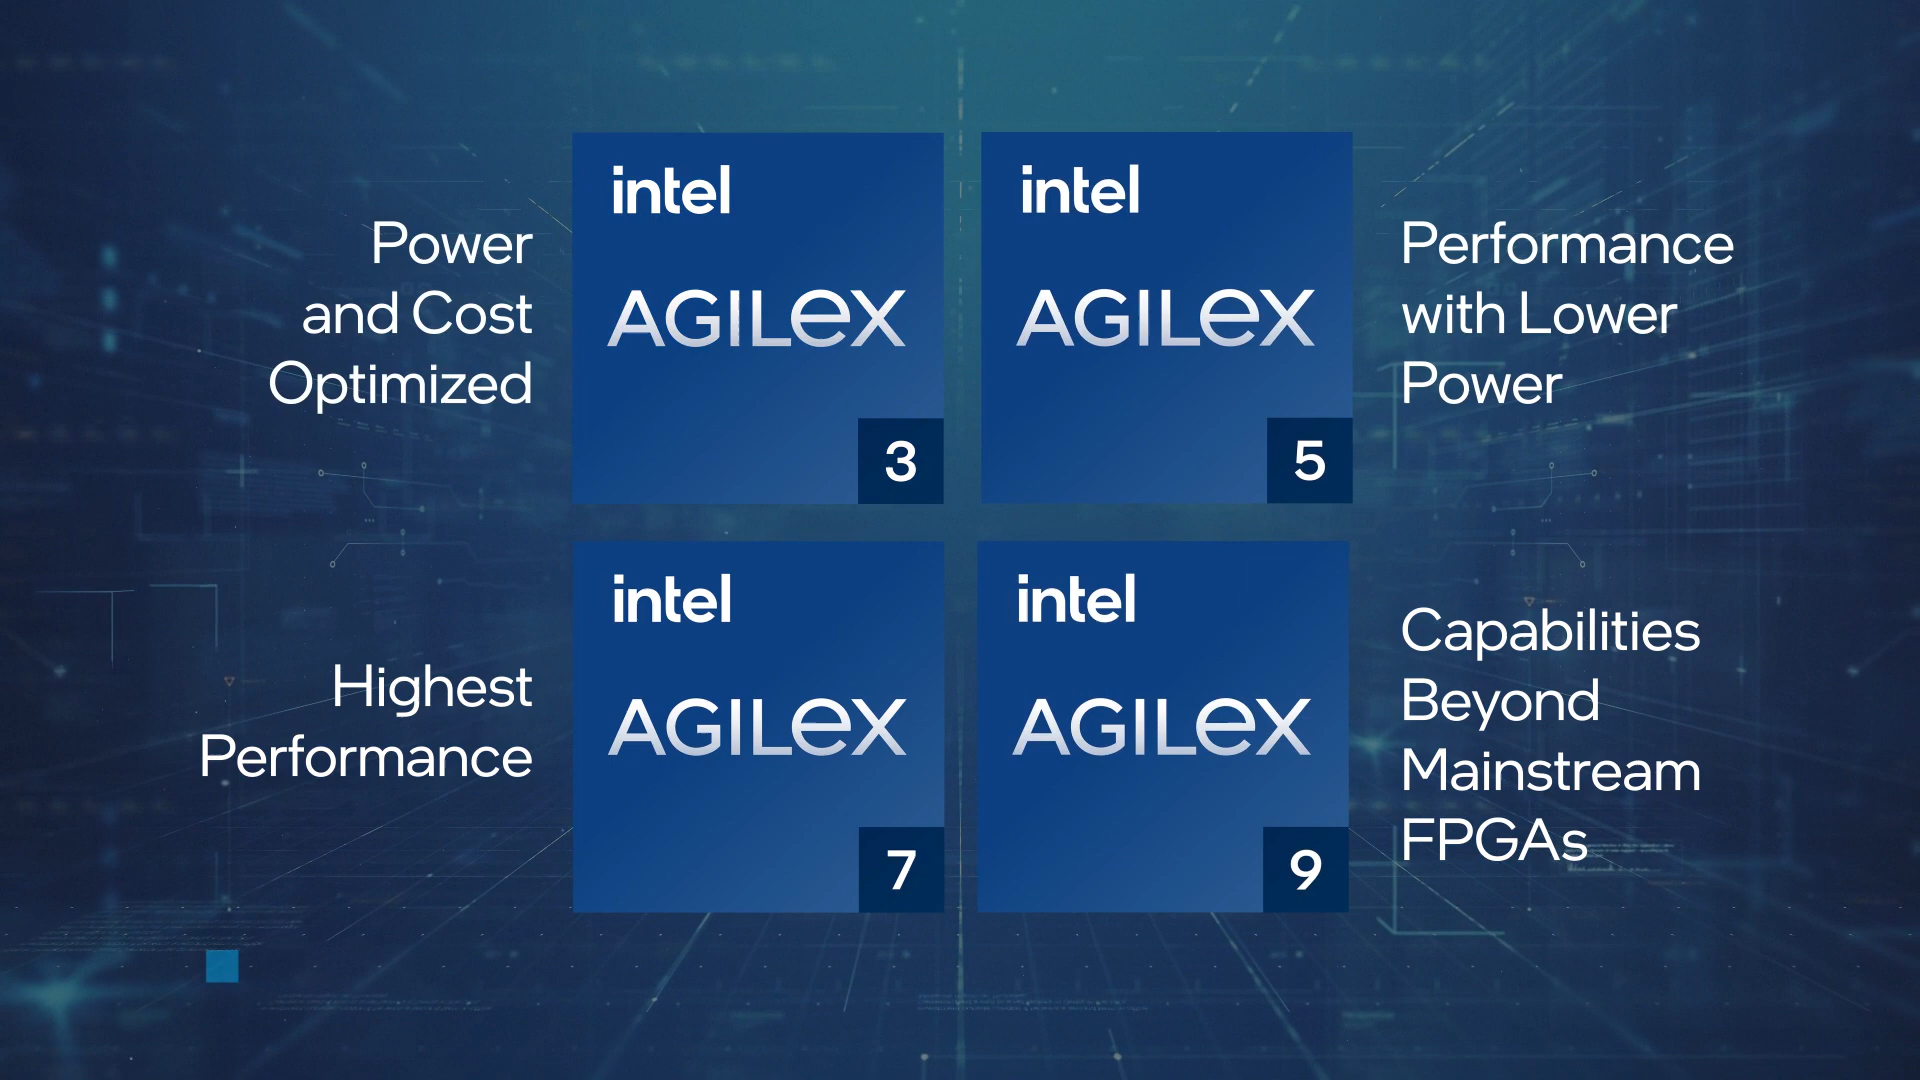 Power
and Cost
Optimized
intel
AGILEX
3
intel
AGILEX
5
Performance
with Lower
Power
Highest
Performance
intel
AGILEX
7
intel
AGILEX
9
Capabilities
Beyond
Mainstream
FPGAs